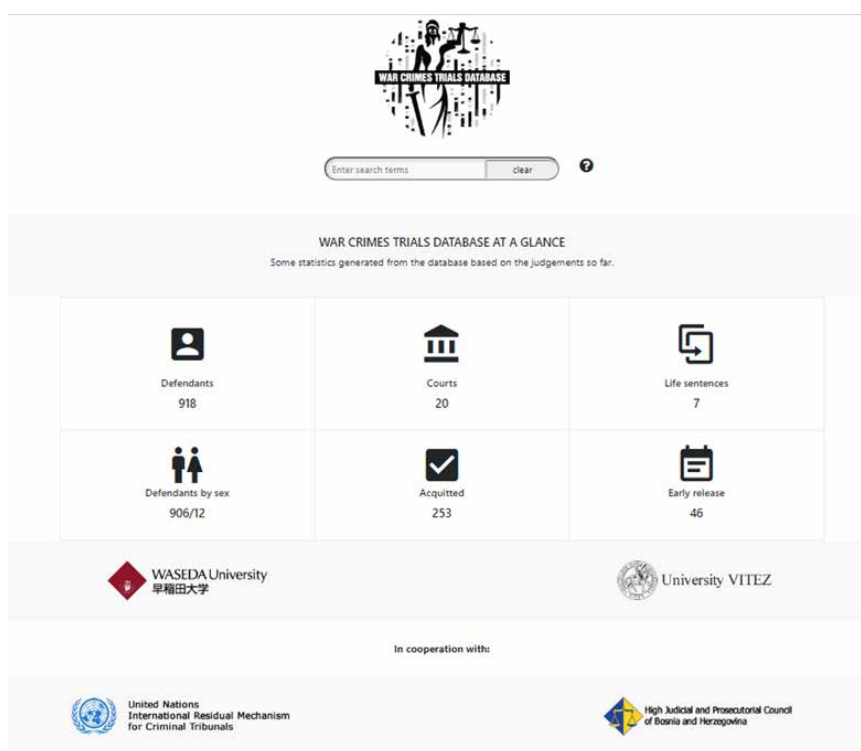 WAR CRIMES TRIALS DATABASE
Enter search terms
clear
?
WAR CRIMES TRIALS DATABASE AT A GLANCE
Some statistics generated from the database based on the judgements so far.
Defendants
918
Courts
20
Life sentences
7
Defendants by sex
906/12
Acquitted
253
Early release
46
WASEDA University
早稲田大学
University VITEZ
In cooperation with:
United Nations
International Residual Mechanism
for Criminal Tribunals
High Judicial and Prosecutorial Council
of Bosnia and Herzegovina